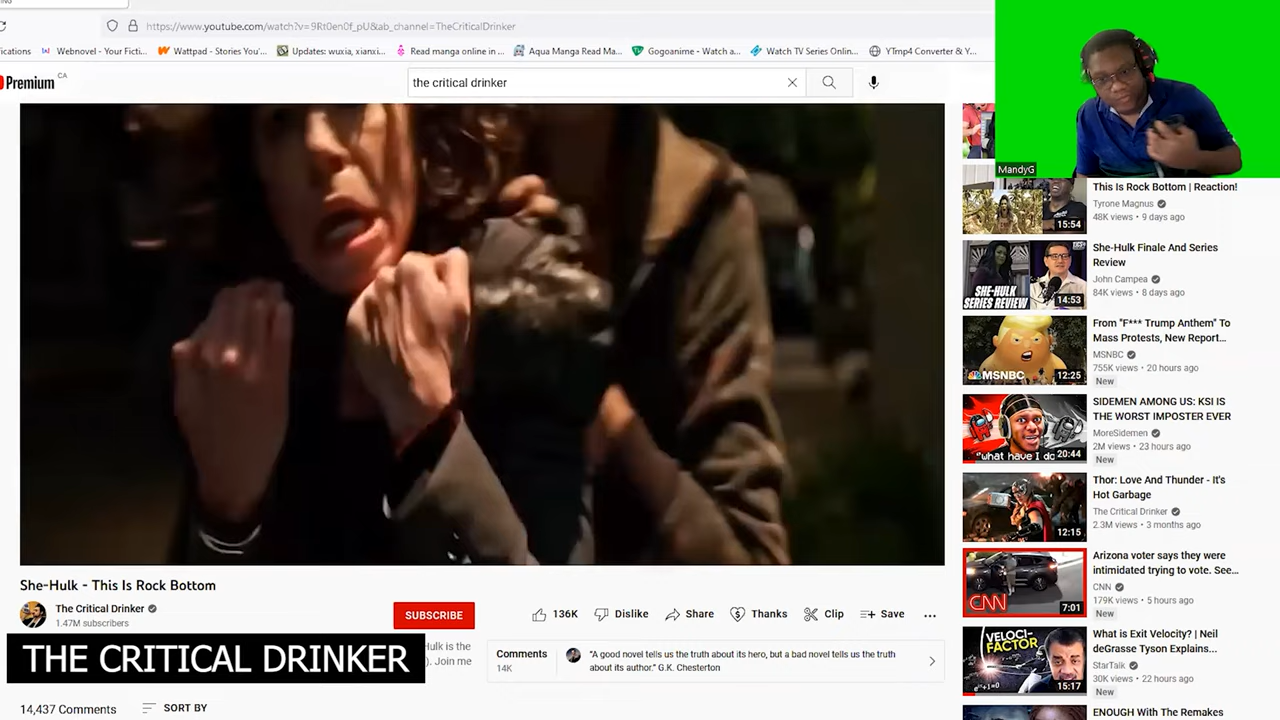 https://www.youtube.com/watch?v=9Rt0en0f_pU&ab_channel=TheCriticalDrinker
ications
Webnovel - Your Ficti...
Wattpad - Stories You'...
Updates: wuxia, xianxi...
Read manga online in ...
Aqua Manga Read Ma...
Gogoanime - Watch a...
Watch TV Series Onlin...
YTmp4 Converter & Y...
Premium CA
the critical drinker
MandyG
This Is Rock Bottom | Reaction!
Tyrone Magnus
48K views • 9 days ago
15:54
She-Hulk Finale And Series
Review
John Campea
84K views • 8 days ago
SHE-HULK
SERIES REVIEW
14:53
From "F*** Trump Anthem" To
Mass Protests, New Report...
MSNBC
755K views • 20 hours ago
New
MSNBC
12:25
SIDEMEN AMONG US: KSI IS
THE WORST IMPOSTER EVER
MoreSidemen
2M views • 23 hours ago
New
"what have I do
20:44
Thor: Love And Thunder - It's
Hot Garbage
The Critical Drinker
2.3M views • 3 months ago
12:15
Arizona voter says they were
intimidated trying to vote. See...
CNN
179K views • 5 hours ago
New
CNN
7:01
What is Exit Velocity? | Neil
deGrasse Tyson Explains...
StarTalk
30K views • 22 hours ago
New
VELOCI-
FACTOR
15:17
ENOUGH With The Remakes
She-Hulk - This Is Rock Bottom
The Critical Drinker
1.47M subscribers
SUBSCRIBE
136K
Dislike
Share
Thanks
Clip
Save
THE CRITICAL DRINKER
Hulk is the
). Join me
Comments
14K
"A good novel tells us the truth about its hero, but a bad novel tells us the truth
about its author." G.K. Chesterton
14,437 Comments
SORT BY